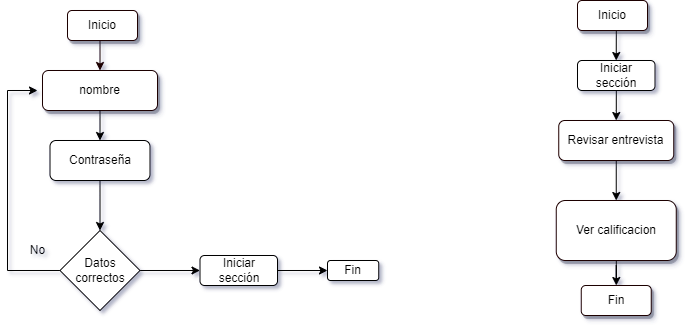 Inicio
nombre
Contraseña
No
Datos
correctos
Iniciar
sección
Fin
Inicio
Iniciar
sección
Revisar entrevista
Ver calificacion
Fin